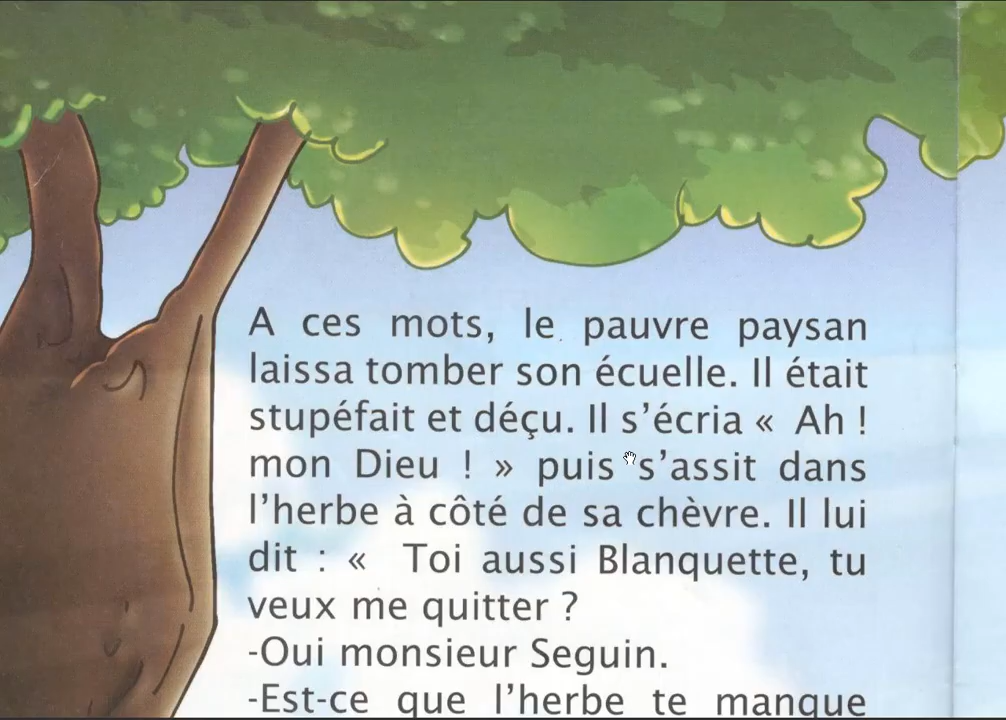 A ces mots, le pauvre paysan
laissa tomber son écuelle. Il était
stupéfait et déçu. Il s'écria « Ah !
mon Dieu ! » puis s'assit dans
l'herbe à côté de sa chèvre. Il lui
dit : « Toi aussi Blanquette, tu
veux me quitter ?
-Oui monsieur Seguin.
-Est-ce que l'herbe te manque